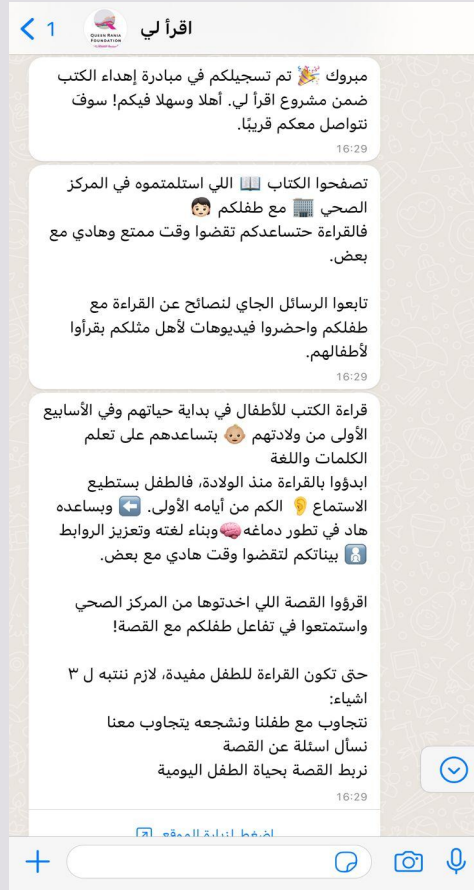 1
QUEEN RANIA
FOUNDATION
اقرأ لي
مبروك 🎉 تم تسجيلكم في مبادرة إهداء الكتب
ضمن مشروع اقرأ لي. أهلا وسهلا فيكم! سوف
نتواصل معكم قريبًا.
16:29
تصفحوا الكتاب 📖 اللي استلمتموه في المركز
الصحي 🏢 مع طفلكم 👦🏻
فالقراءة حتساعدكم تقضوا وقت ممتع وهادي مع
بعض.
تابعوا الرسائل الجاي لنصائح عن القراءة مع
طفلكم واحضروا فيديوهات لأهل مثلكم بقرأوا
لأطفالهم.
16:29
قراءة الكتب للأطفال في بداية حياتهم وفي الأسابيع
الأولى من ولادتهم 👶🏼 بتساعدهم على تعلم
الكلمات واللغة
ابدؤوا بالقراءة منذ الولادة، فالطفل بستطيع
الاستماع 👂 الكم من أيامه الأولى. ⬅️ وبساعده
هاد في تطور دماغه🧠وبناء لغته وتعزيز الروابط
🚼 بيناتكم لتقضوا وقت هادي مع بعض.
اقرؤوا القصة اللي اخدتوها من المركز الصحي
واستمتعوا في تفاعل طفلكم مع القصة!
حتى تكون القراءة للطفل مفيدة، لازم ننتبه ل ٣
اشياء:
نتجاوب مع طفلنا ونشجعه يتجاوب معنا
نسأل اسئلة عن القصة
نربط القصة بحياة الطفل اليومية
16:29
اضغط لزيارة الموقع